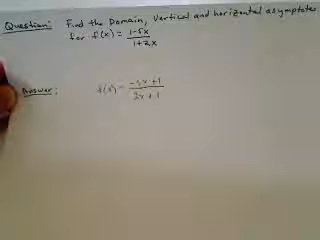 Question: Find the Domain, Vertical and horizontal asymptotes
for f(x) = 1-5x / 1+2x
Answer: f(x) = -5x+1 / 2x+1